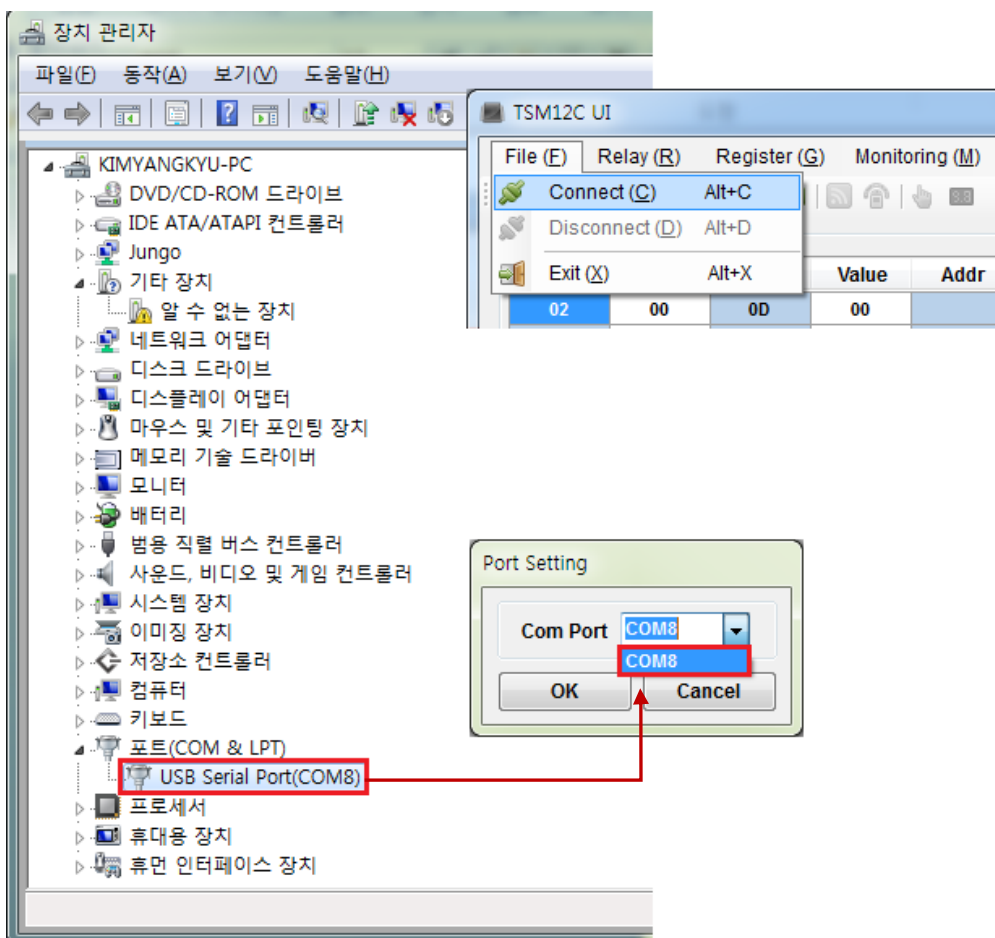 장치 관리자
파일(F) 동작(A) 보기(V) 도움말(H)
KIMYANGKYU-PC
DVD/CD-ROM 드라이브
IDE ATA/ATAPI 컨트롤러
Jungo
기타 장치
알 수 없는 장치
네트워크 어댑터
디스크 드라이브
디스플레이 어댑터
마우스 및 기타 포인팅 장치
메모리 기술 드라이버
모니터
배터리
범용 직렬 버스 컨트롤러
사운드, 비디오 및 게임 컨트롤러
시스템 장치
이미징 장치
저장소 컨트롤러
컴퓨터
키보드
포트(COM & LPT)
USB Serial Port(COM8)
프로세서
휴대용 장치
휴먼 인터페이스 장치
TSM12C UI
File (F) Relay (R) Register (G) Monitoring (M)
Connect (C) Alt+C
Disconnect (D) Alt+D
Exit (X) Alt+X
Value Addr
02 00 0D 00
Port Setting
Com Port COM8
COM8
OK Cancel